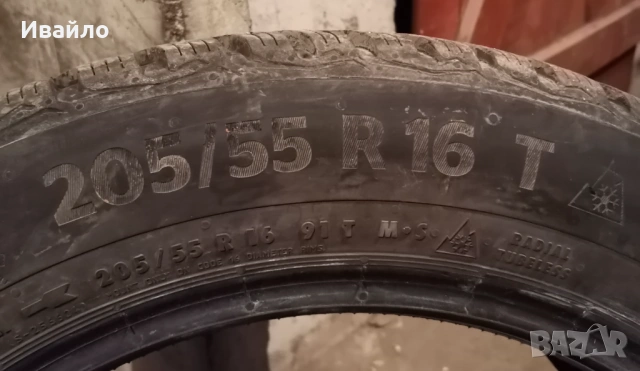 Ивайло
205/55 R 16 T
205/55 R 16 91 T M+S
RADIAL
TUBELESS
BAZAR